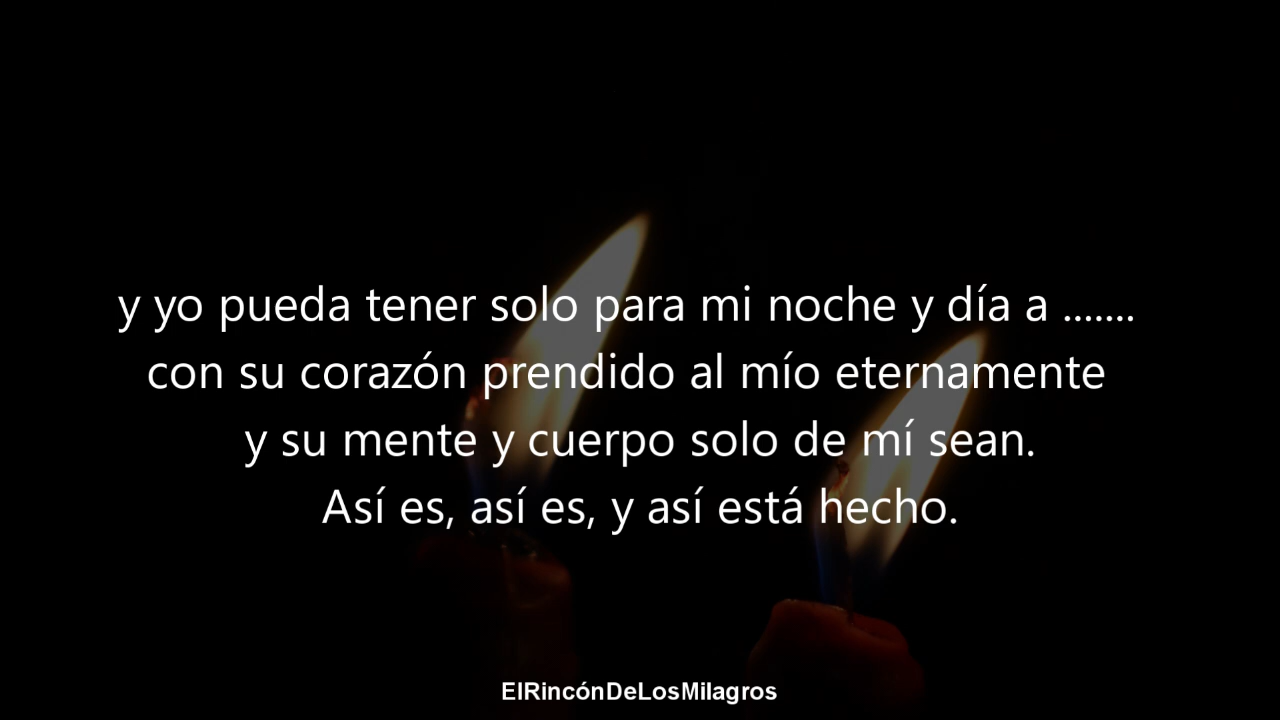 y yo pueda tener solo para mi noche y día a .......
con su corazón prendido al mío eternamente
y su mente y cuerpo solo de mí sean.
Así es, así es, y así está hecho.
ElRincónDeLosMilagros